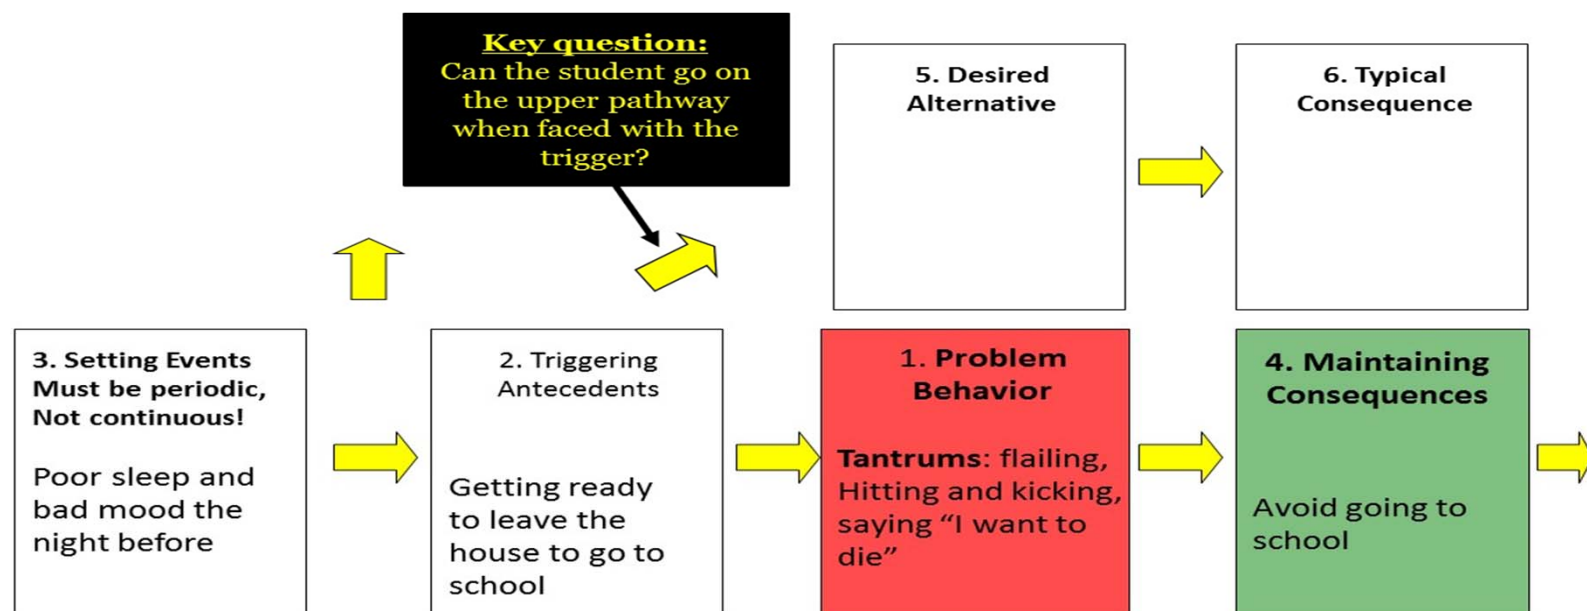 Key question:
Can the student go on
the upper pathway
when faced with the
trigger?
5. Desired
Alternative
6. Typical
Consequence
3. Setting Events
Must be periodic,
Not continuous!
Poor sleep and
bad mood the
night before
2. Triggering
Antecedents
Getting ready
to leave the
house to go to
school
1. Problem
Behavior
Tantrums: flailing,
Hitting and kicking,
saying “I want to
die”
4. Maintaining
Consequences
Avoid going to
school